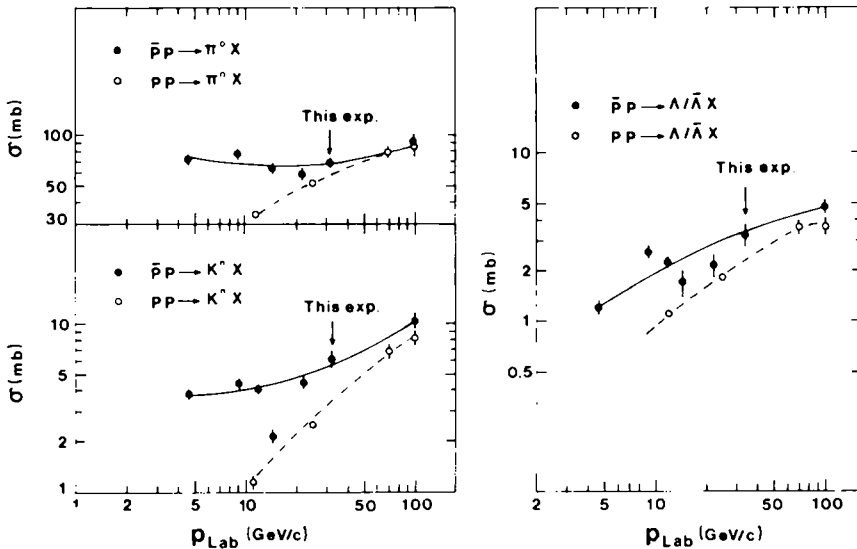 σ (mb)
100
50
30
● p̄p → π° X
○ pp → π° X
This exp.
σ (mb)
10
5
2
1
● p̄p → K° X
○ pp → K° X
This exp.
1 2 5 10 20 50 100
P_Lab (GeV/c)
σ (mb)
10
5
2
1
0.5
● p̄p → Λ/Λ̄ X
○ pp → Λ/Λ̄ X
This exp.
2 5 10 20 50 100
P_Lab (GeV/c)